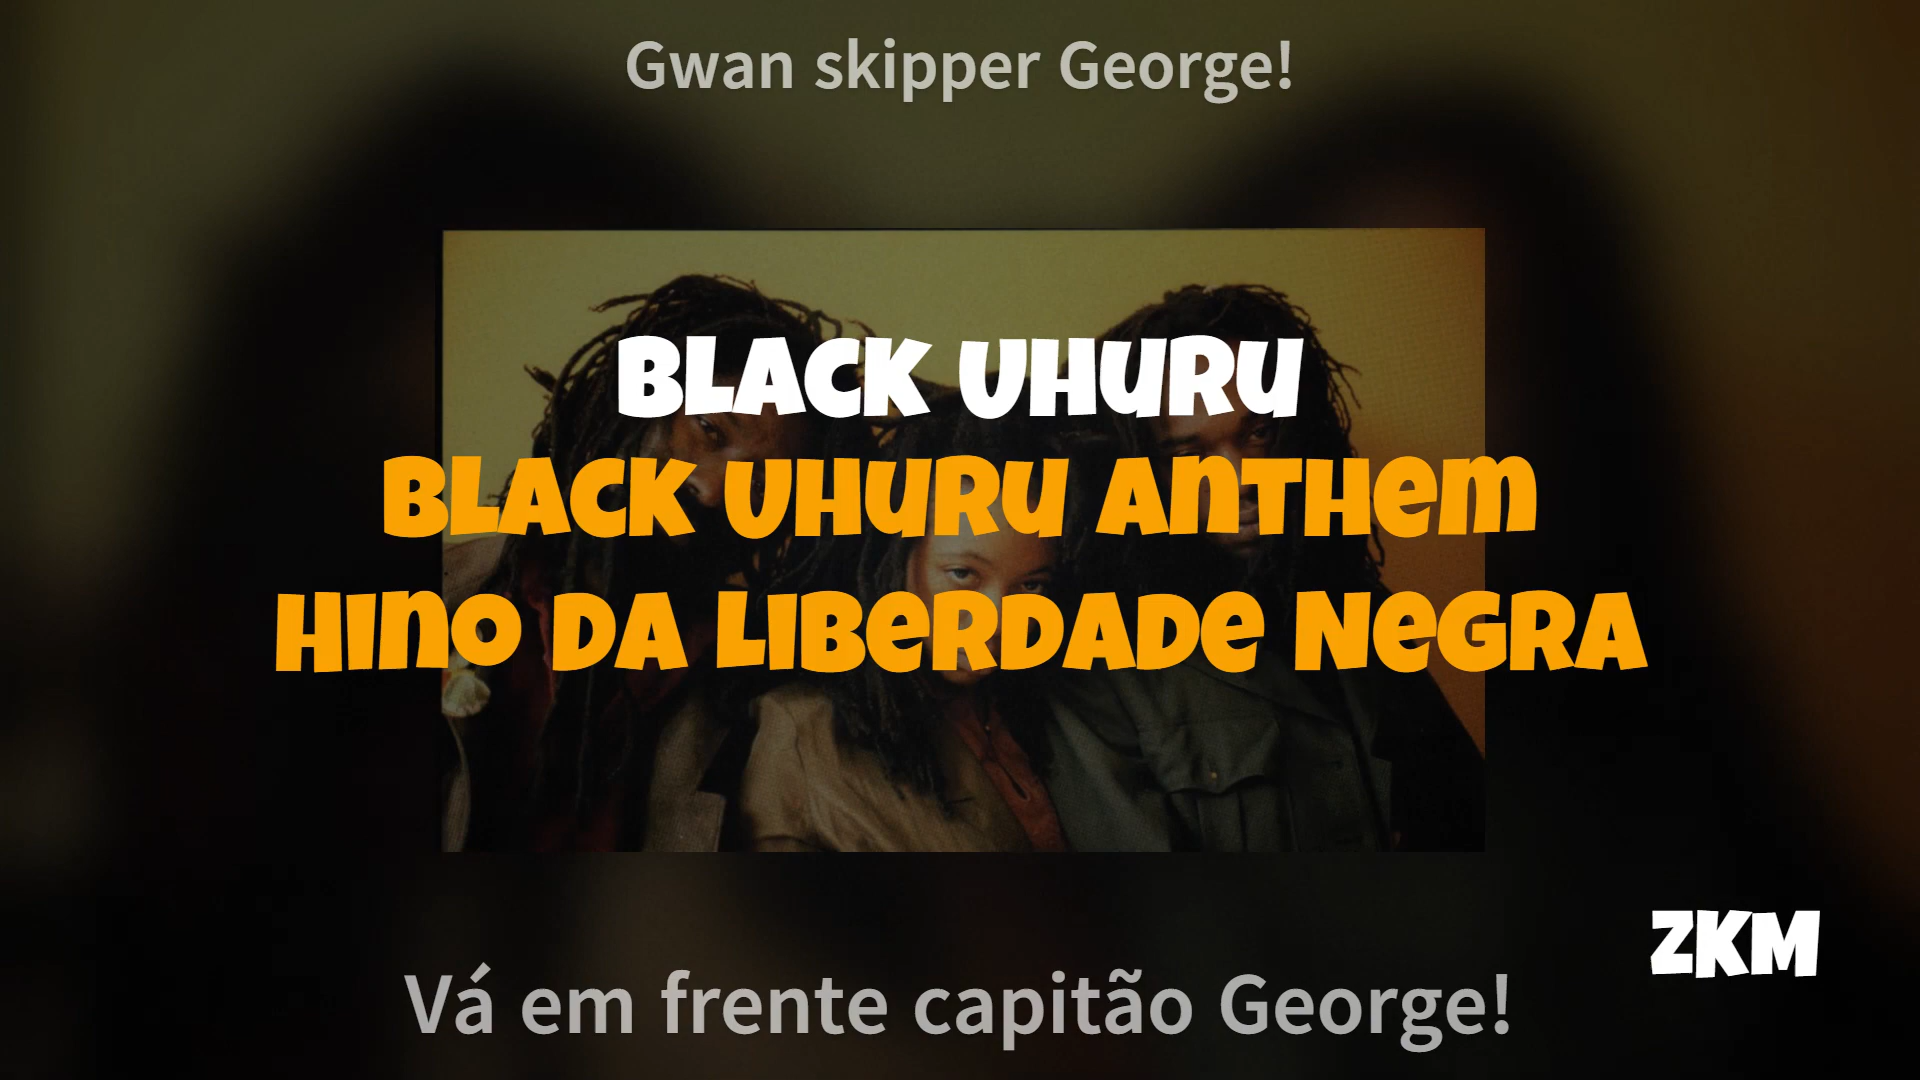 Gwan skipper George!
BLACK UHURU
BLACK UHURU ANTHEM
HINO DA LIBERDADE NEGRA
ZKM
Vá em frente capitão George!